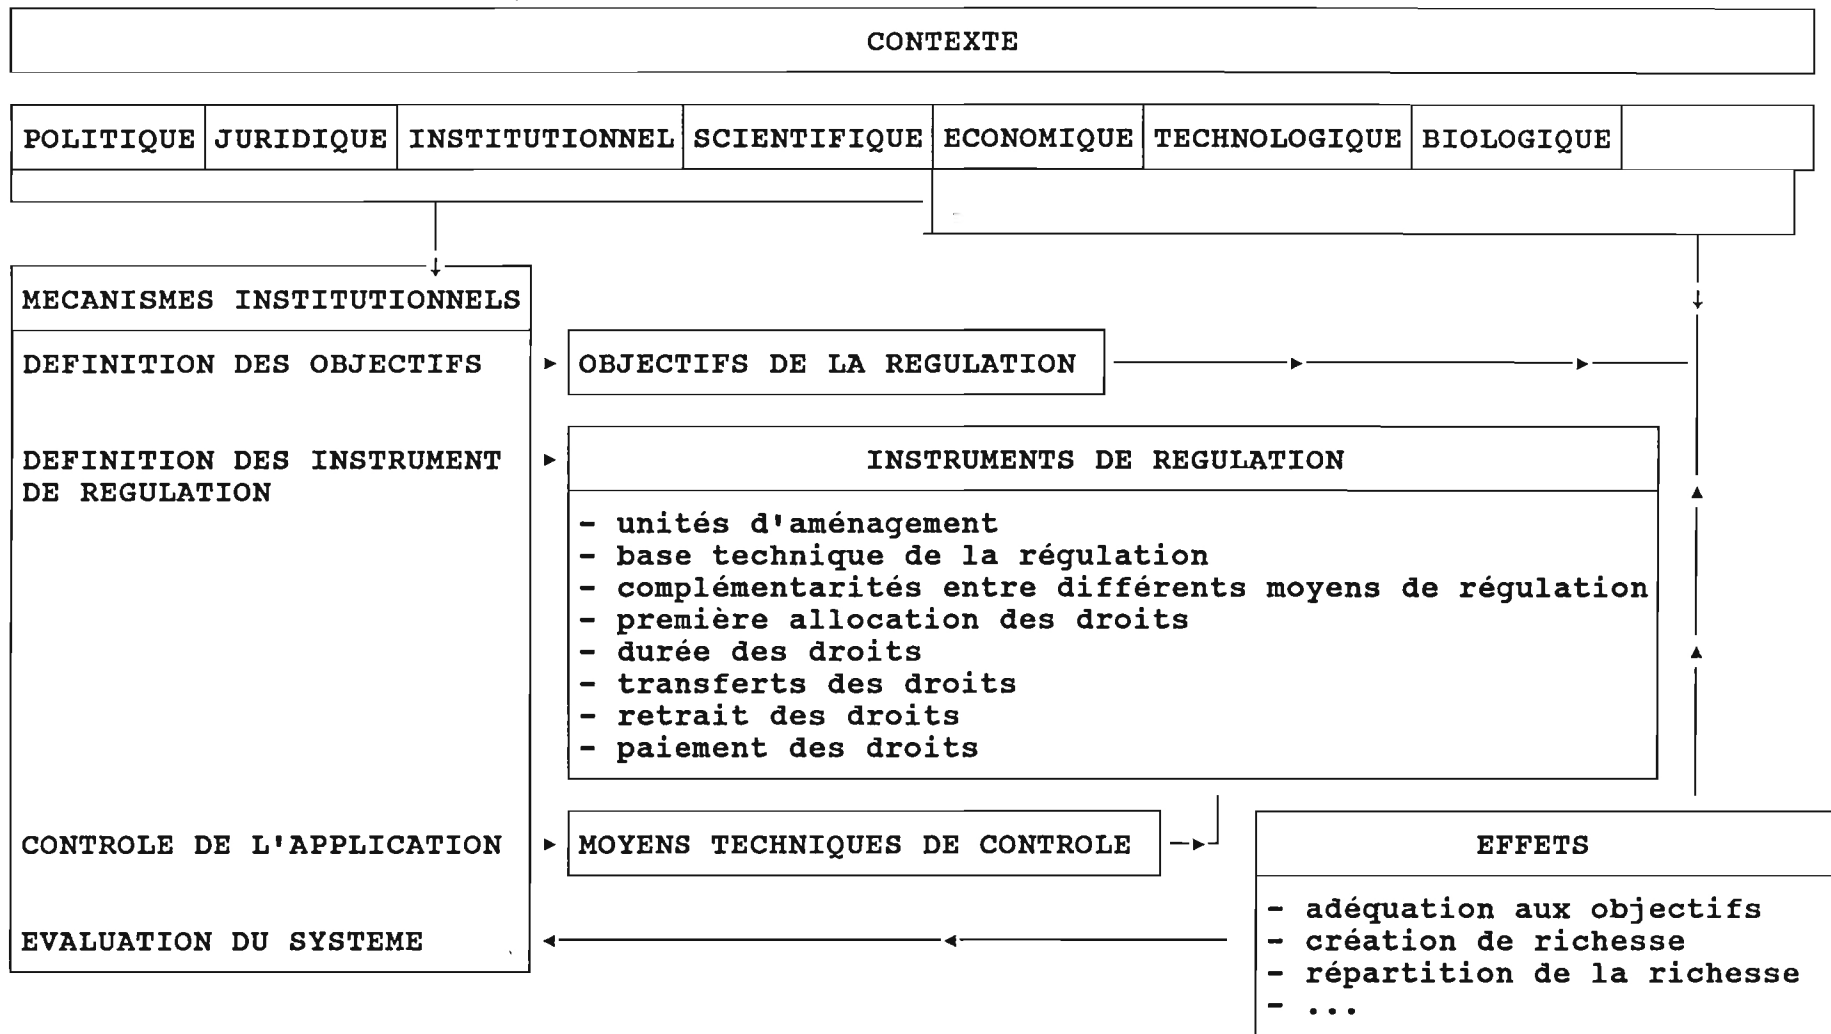 CONTEXTE
POLITIQUE JURIDIQUE INSTITUTIONNEL SCIENTIFIQUE ECONOMIQUE TECHNOLOGIQUE BIOLOGIQUE
MECANISMES INSTITUTIONNELS
DEFINITION DES OBJECTIFS
OBJECTIFS DE LA REGULATION
DEFINITION DES INSTRUMENT
DE REGULATION
INSTRUMENTS DE REGULATION
- unités d'aménagement
- base technique de la régulation
- complémentarités entre différents moyens de régulation
- première allocation des droits
- durée des droits
- transferts des droits
- retrait des droits
- paiement des droits
CONTROLE DE L'APPLICATION
MOYENS TECHNIQUES DE CONTROLE
EVALUATION DU SYSTEME
EFFETS
- adéquation aux objectifs
- création de richesse
- répartition de la richesse
- ...